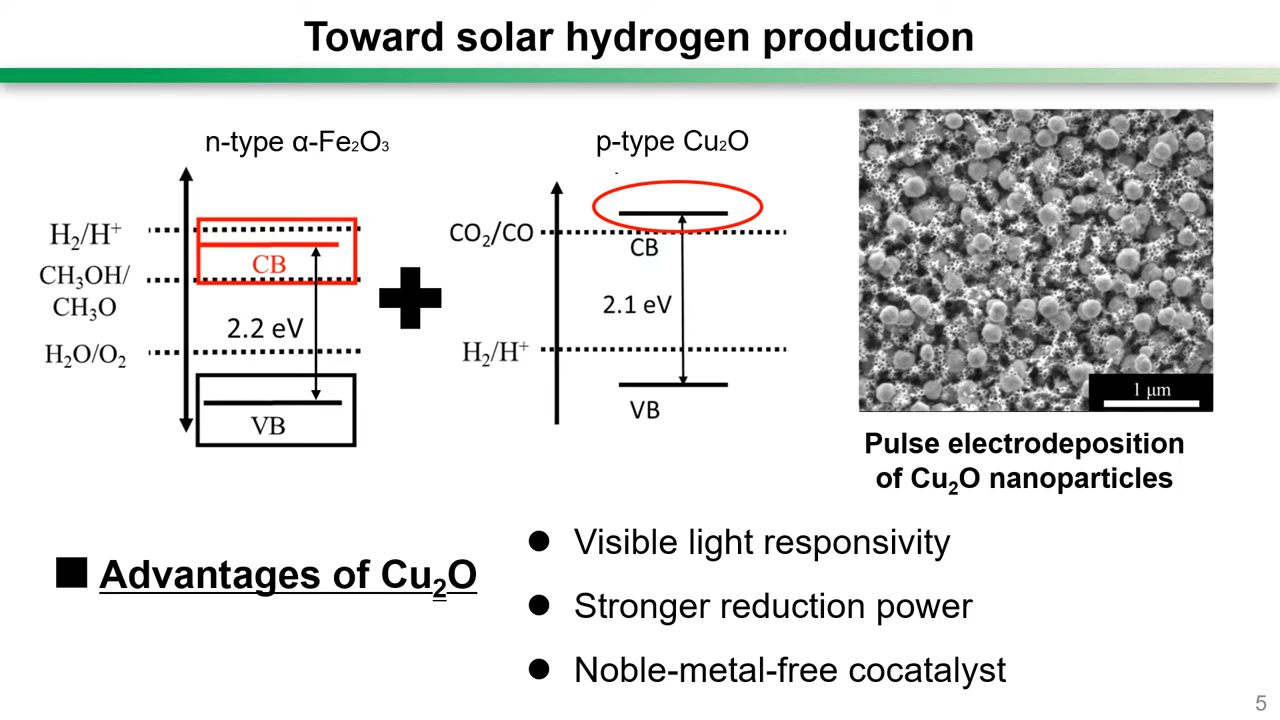 Toward solar hydrogen production
n-type α-Fe₂O₃
H₂/H⁺
CH₃OH/
CH₃O
H₂O/O₂
CB
2.2 eV
VB
p-type Cu₂O
CO₂/CO
CB
2.1 eV
H₂/H⁺
VB
1 μm
Pulse electrodeposition
of Cu₂O nanoparticles
■ Advantages of Cu₂O
● Visible light responsivity
● Stronger reduction power
● Noble-metal-free cocatalyst
5